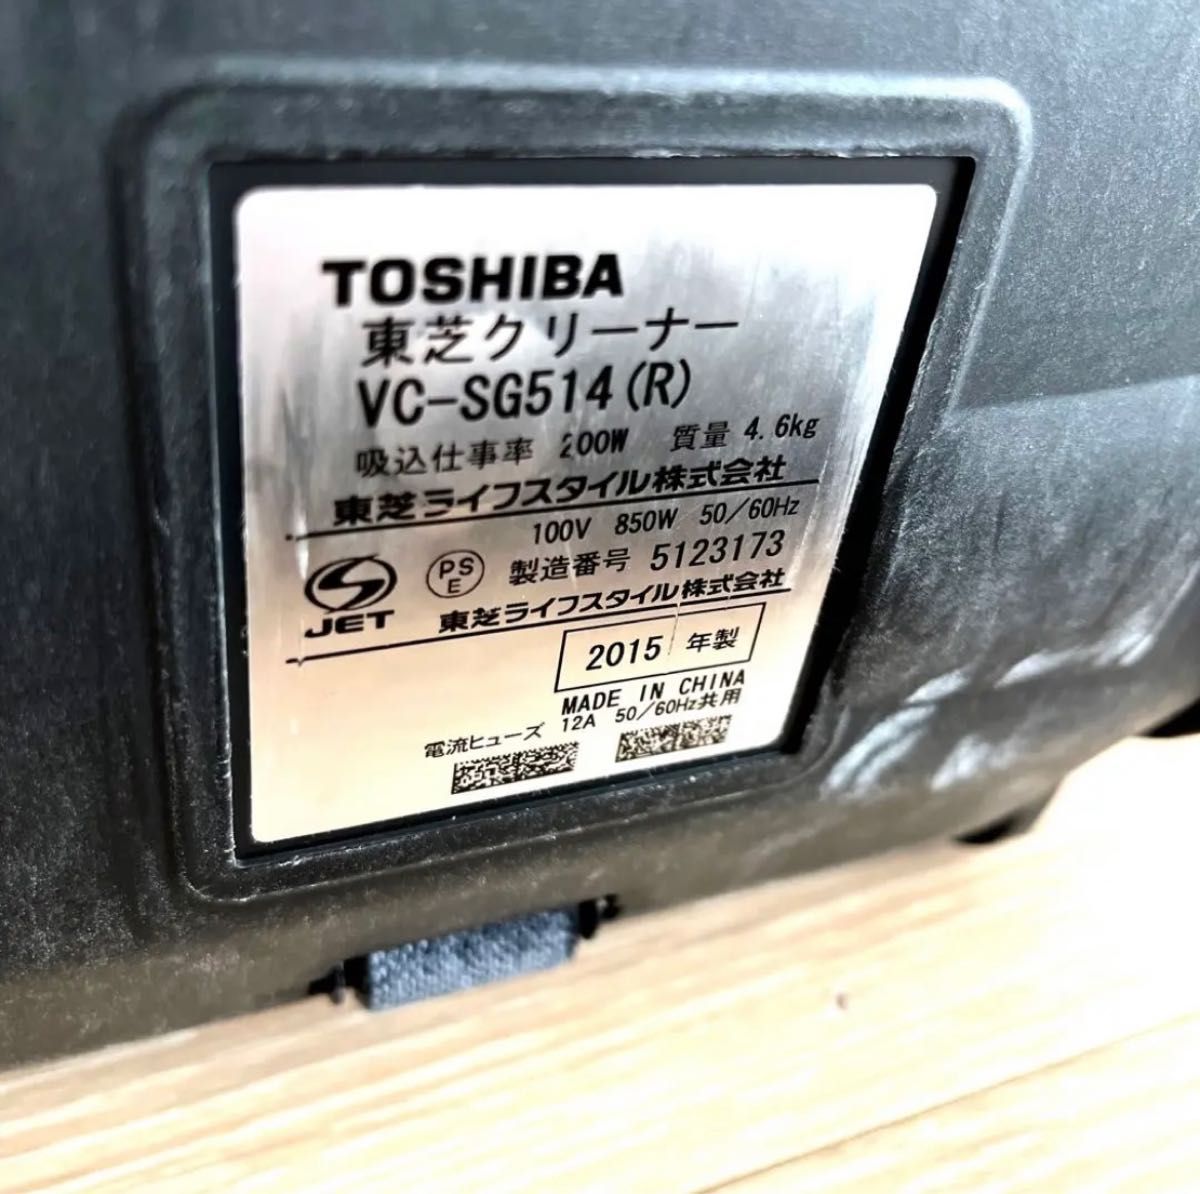 TOSHIBA
東芝クリーナー
VC-SG514(R)
吸込仕事率 200W 質量 4.6kg
東芝ライフスタイル株式会社
100V 850W 50/60Hz
JET PSE 製造番号 5123173
東芝ライフスタイル株式会社
2015 年製
MADE IN CHINA
電流ヒューズ 12A 50/60Hz共用